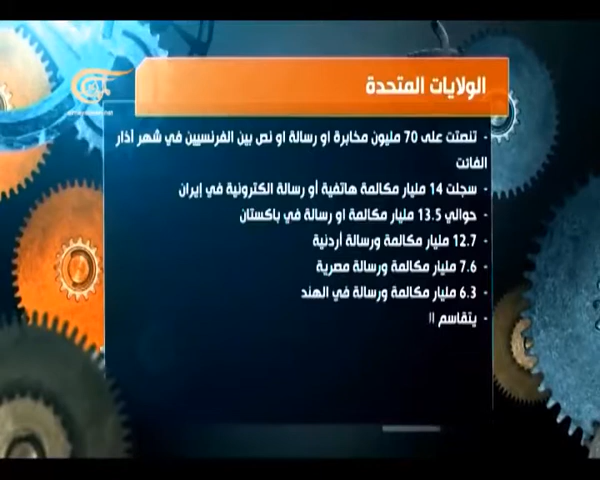 الولايات المتحدة
- تنصتت على 70 مليون مخابرة او رسالة او نص بين الفرنسيين في شهر أذار
الفائت
- سجلت 14 مليار مكالمة هاتفية أو رسالة الكترونية في إيران
- حوالي 13.5 مليار مكالمة او رسالة في باكستان
- 12.7 مليار مكالمة ورسالة أردنية
- 7.6 مليار مكالمة ورسالة مصرية
- 6.3 مليار مكالمة ورسالة في الهند
- يتقاسم ال